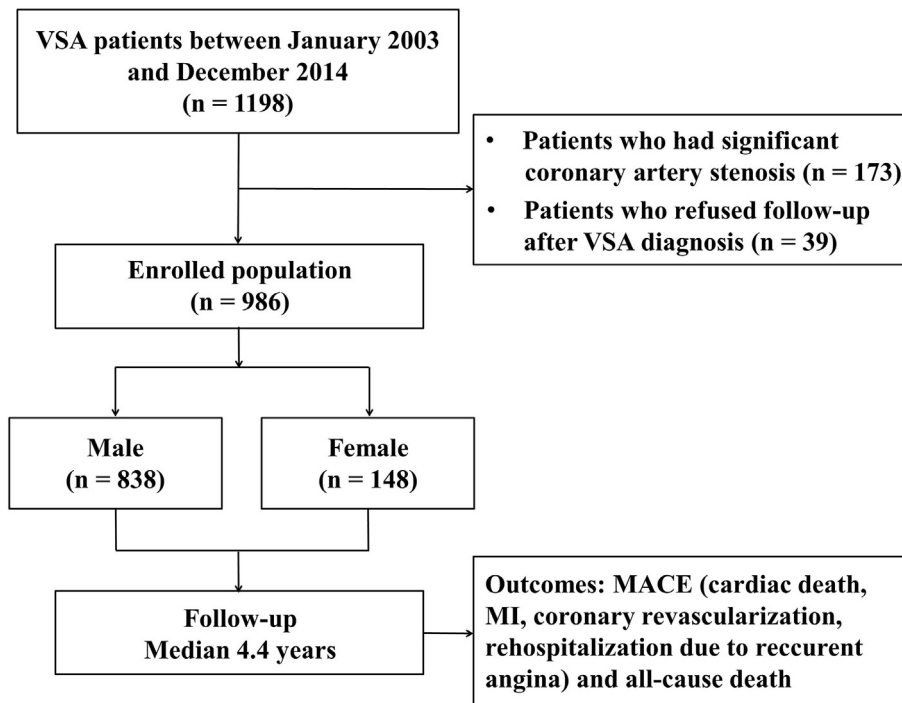 VSA patients between January 2003
and December 2014
(n = 1198)
• Patients who had significant
coronary artery stenosis (n = 173)
• Patients who refused follow-up
after VSA diagnosis (n = 39)
Enrolled population
(n = 986)
Male
(n = 838)
Female
(n = 148)
Follow-up
Median 4.4 years
Outcomes: MACE (cardiac death,
MI, coronary revascularization,
rehospitalization due to reccurent
angina) and all-cause death